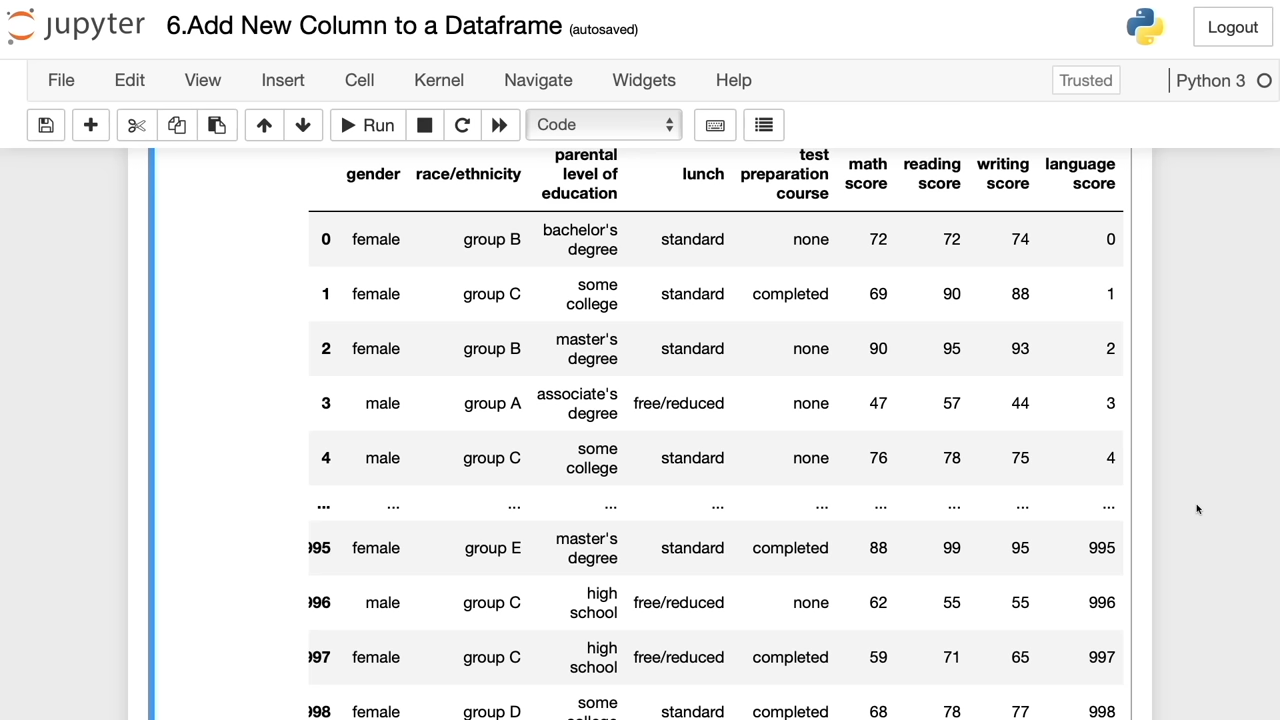 jupyter 6.Add New Column to a Dataframe (autosaved) Logout
File Edit View Insert Cell Kernel Navigate Widgets Help Trusted Python 3
Run Code
gender race/ethnicity parental level of education lunch test preparation course math score reading score writing score language score
0 female group B bachelor's degree standard none 72 72 74 0
1 female group C some college standard completed 69 90 88 1
2 female group B master's degree standard none 90 95 93 2
3 male group A associate's degree free/reduced none 47 57 44 3
4 male group C some college standard none 76 78 75 4
... ... ... ... ... ... ... ... ... ...
995 female group E master's degree standard completed 88 99 95 995
996 male group C high school free/reduced none 62 55 55 996
997 female group C high school free/reduced completed 59 71 65 997
998 female group D some college standard completed 68 78 77 998